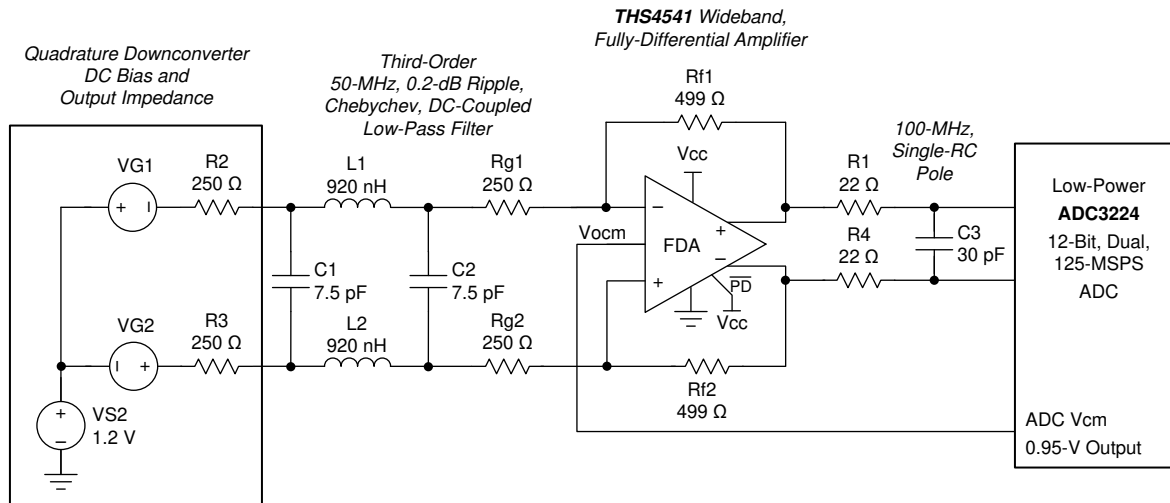 THS4541 Wideband,
Fully-Differential Amplifier
Quadrature Downconverter
DC Bias and
Output Impedance
Third-Order
50-MHz, 0.2-dB Ripple,
Chebychev, DC-Coupled
Low-Pass Filter
Rf1
499 Ω
100-MHz,
Single-RC
Pole
VG1
+
R2
250 Ω
L1
920 nH
Rg1
250 Ω
Vcc
R1
22 Ω
Low-Power
ADC3224
12-Bit, Dual,
125-MSPS
ADC
Vocm
FDA
−
+
+
−
PD
Vcc
R4
22 Ω
C3
30 pF
C1
7.5 pF
C2
7.5 pF
VG2
+
R3
250 Ω
L2
920 nH
Rg2
250 Ω
Rf2
499 Ω
+
−
VS2
1.2 V
ADC Vcm
0.95-V Output